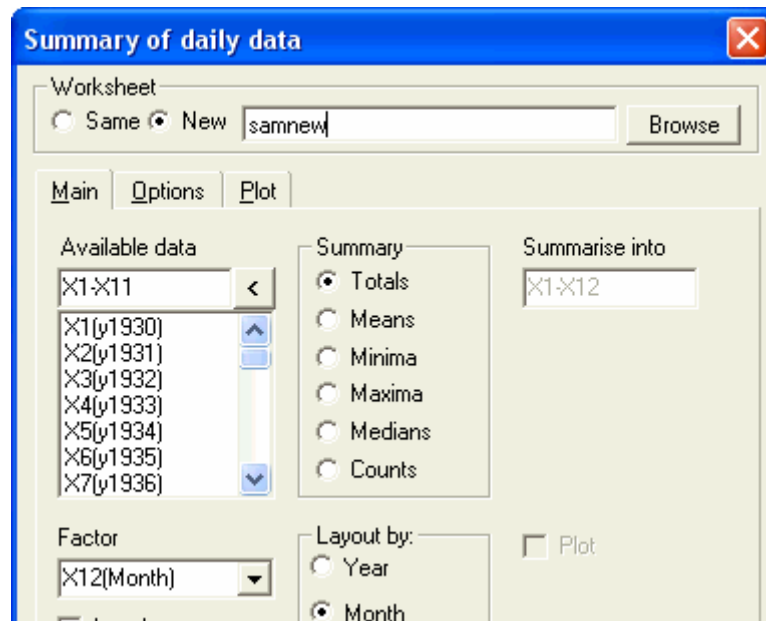 Summary of daily data
Worksheet
Same New samnew Browse
Main Options Plot
Available data Summary Summarise into
X1-X11 < Totals X1-X12
X1(y1930) Means
X2(y1931) Minima
X3(y1932) Maxima
X4(y1933) Medians
X5(y1934) Counts
X6(y1935)
X7(y1936)
Factor Layout by: Plot
X12(Month) Year
Month